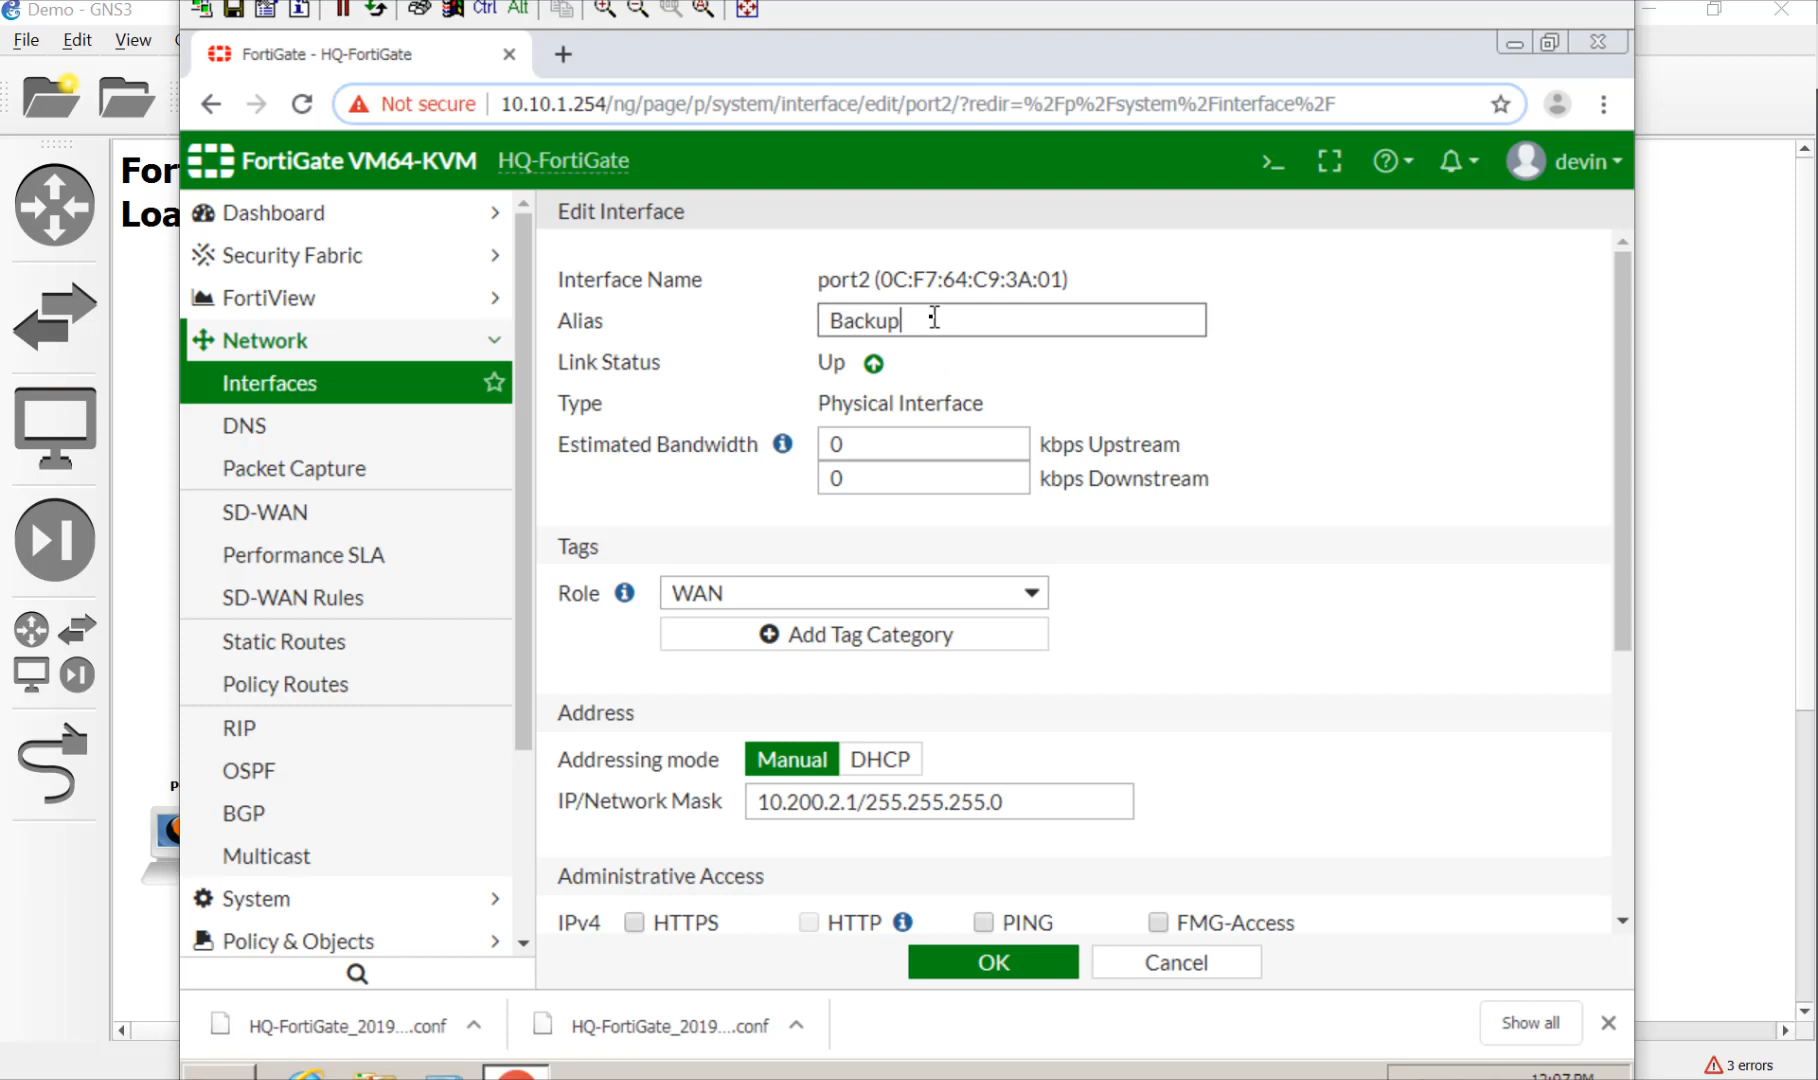 Demo - GNS3
Ctrl Alt
File Edit View
FortiGate - HQ-FortiGate
Not secure 10.10.1.254/ng/page/p/system/interface/edit/port2/?redir=%2Fp%2Fsystem%2Finterface%2F
For
Loa
FortiGate VM64-KVM HQ-FortiGate
>_ devin
Dashboard
Security Fabric
FortiView
Network
Interfaces
DNS
Packet Capture
SD-WAN
Performance SLA
SD-WAN Rules
Static Routes
Policy Routes
RIP
OSPF
BGP
Multicast
System
Policy & Objects
Edit Interface
Interface Name port2 (0C:F7:64:C9:3A:01)
Alias Backup
Link Status Up
Type Physical Interface
Estimated Bandwidth 0 kbps Upstream
0 kbps Downstream
Tags
Role WAN
Add Tag Category
Address
Addressing mode Manual DHCP
IP/Network Mask 10.200.2.1/255.255.255.0
Administrative Access
IPv4 HTTPS HTTP PING FMG-Access
OK Cancel
HQ-FortiGate_2019....conf HQ-FortiGate_2019....conf Show all
3 errors